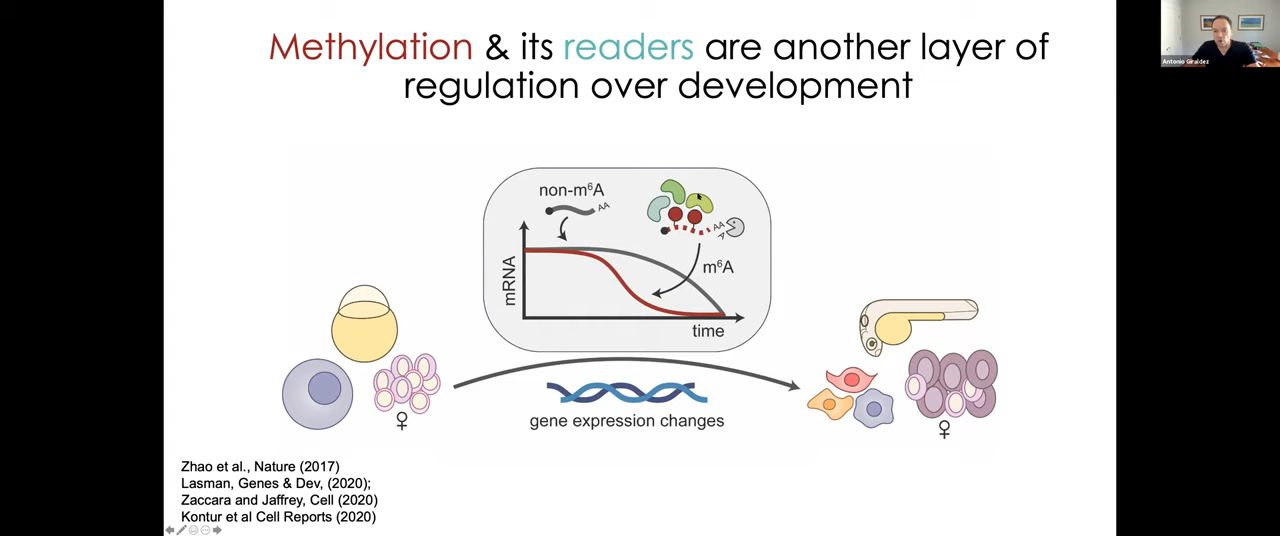 Methylation & its readers are another layer of
regulation over development
Antonio Giraldez
non-m⁶A
AA
AA
A
m⁶A
mRNA
time
gene expression changes
♀
♀
Zhao et al., Nature (2017)
Lasman, Genes & Dev, (2020);
Zaccara and Jaffrey, Cell (2020)
Kontur et al Cell Reports (2020)